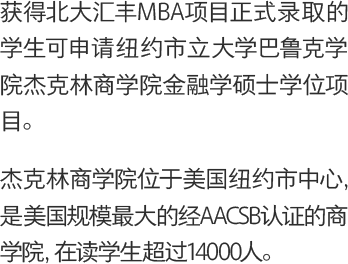 获得北大汇丰MBA项目正式录取的
学生可申请纽约市立大学巴鲁克学
院杰克林商学院金融学硕士学位项
目。
杰克林商学院位于美国纽约市中心,
是美国规模最大的经AACSB认证的商
学院, 在读学生超过14000人。